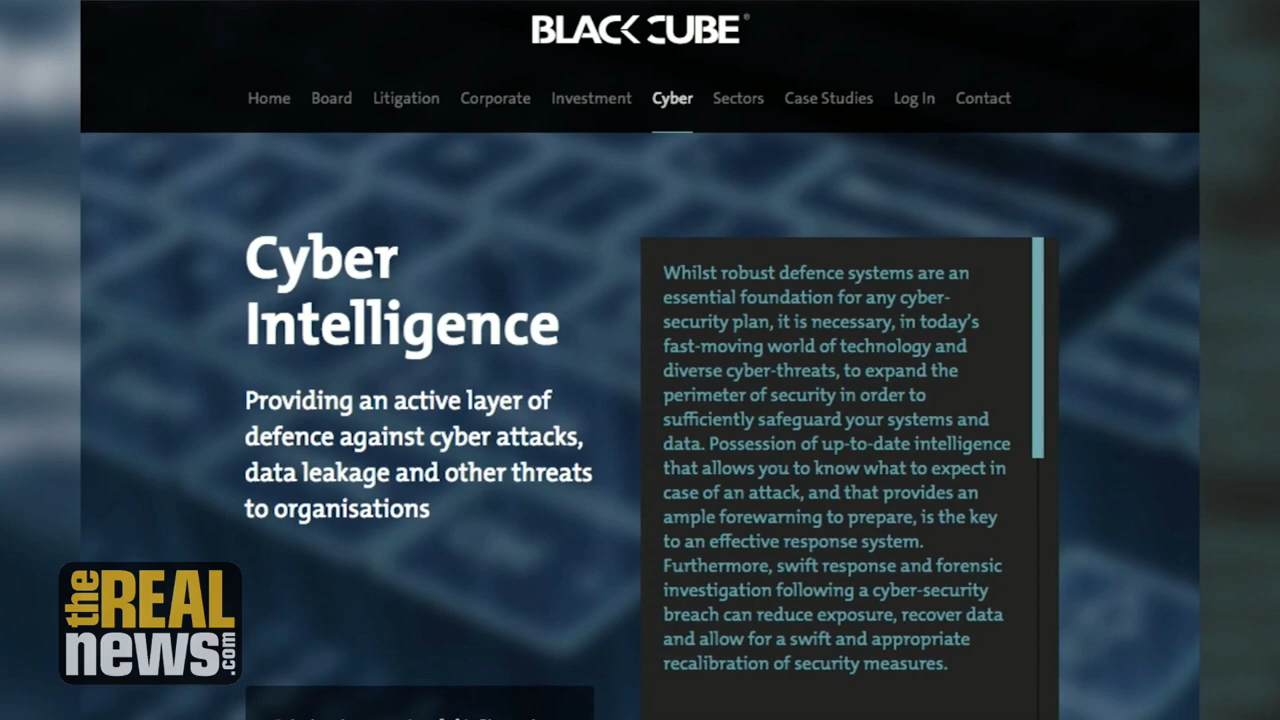 BLACK CUBE®
Home Board Litigation Corporate Investment Cyber Sectors Case Studies Log In Contact
Cyber
Intelligence
Providing an active layer of
defence against cyber attacks,
data leakage and other threats
to organisations
Whilst robust defence systems are an
essential foundation for any cyber-
security plan, it is necessary, in today's
fast-moving world of technology and
diverse cyber-threats, to expand the
perimeter of security in order to
sufficiently safeguard your systems and
data. Possession of up-to-date intelligence
that allows you to know what to expect in
case of an attack, and that provides an
ample forewarning to prepare, is the key
to an effective response system.
Furthermore, swift response and forensic
investigation following a cyber-security
breach can reduce exposure, recover data
and allow for a swift and appropriate
recalibration of security measures.
the REAL
news.com